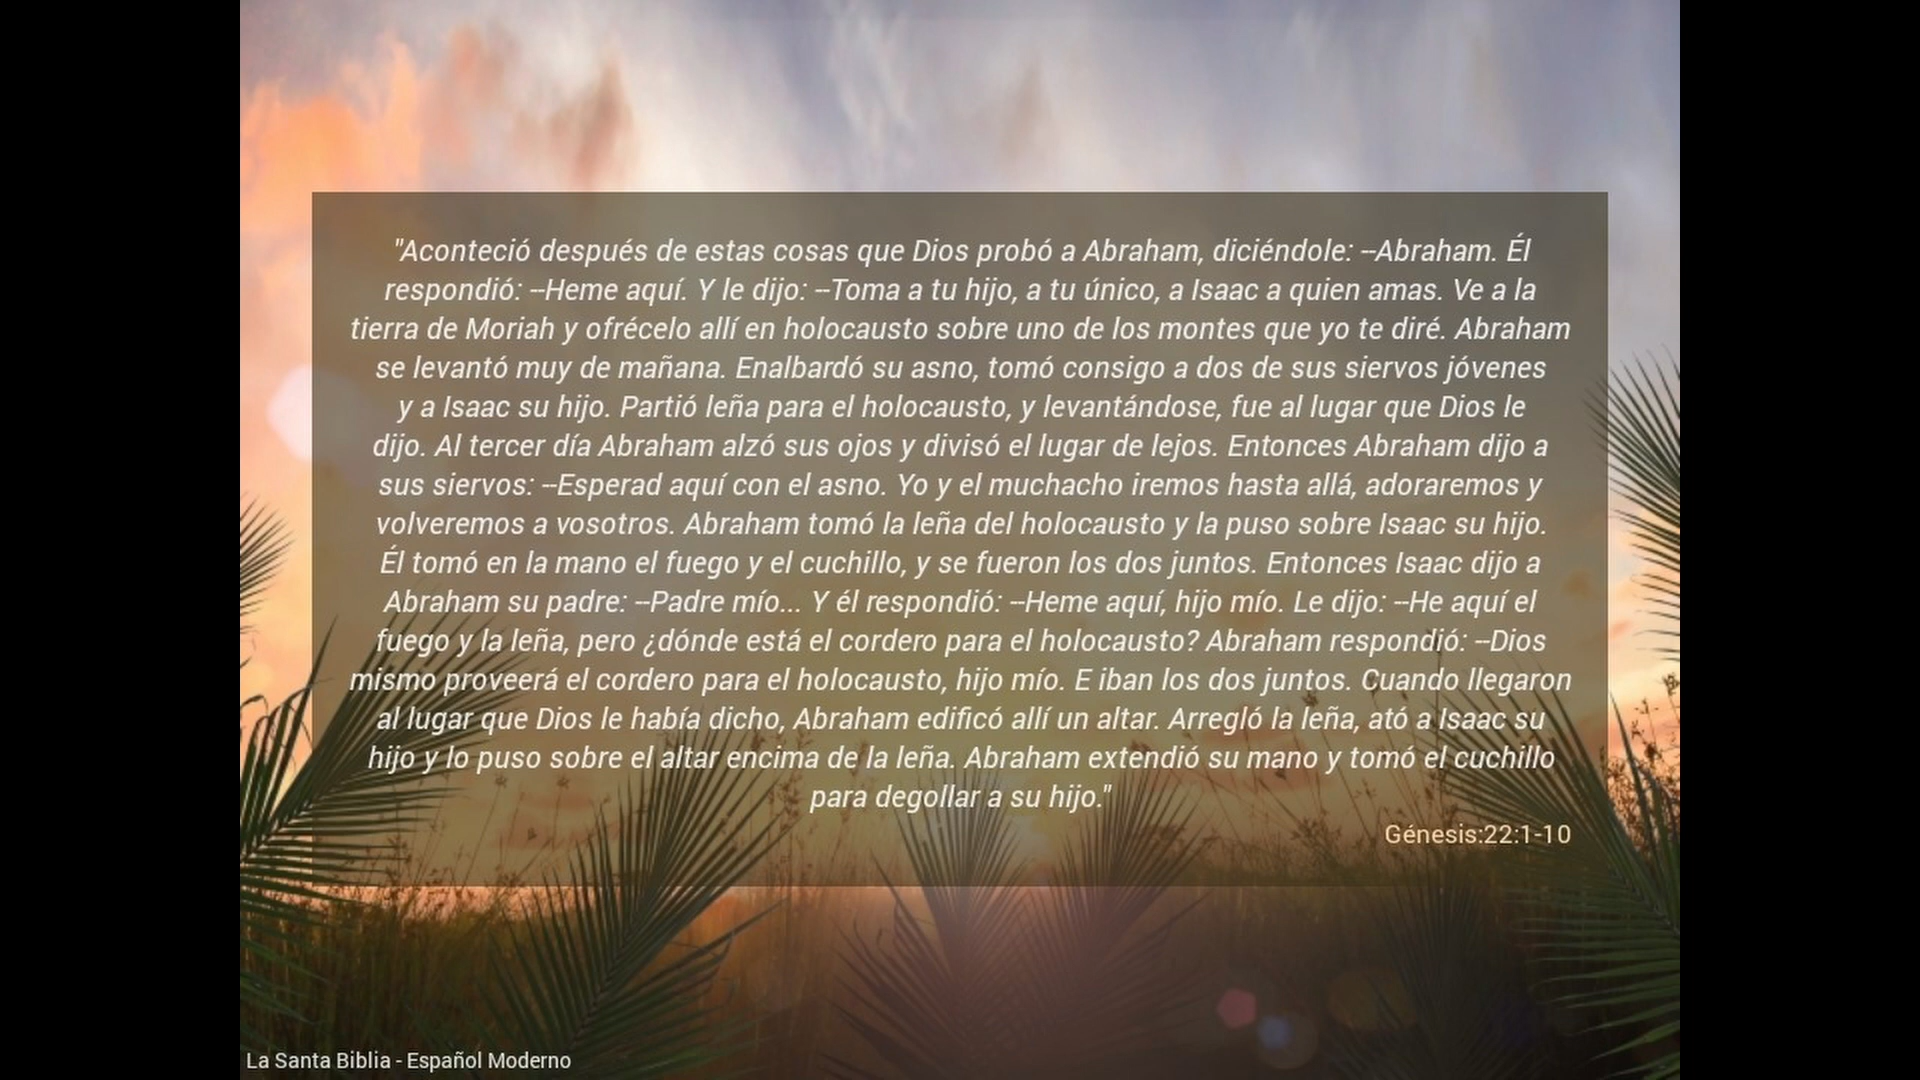 "Aconteció después de estas cosas que Dios probó a Abraham, diciéndole: --Abraham. Él
respondió: --Heme aquí. Y le dijo: --Toma a tu hijo, a tu único, a Isaac a quien amas. Ve a la
tierra de Moriah y ofrécelo allí en holocausto sobre uno de los montes que yo te diré. Abraham
se levantó muy de mañana. Enalbardó su asno, tomó consigo a dos de sus siervos jóvenes
y a Isaac su hijo. Partió leña para el holocausto, y levantándose, fue al lugar que Dios le
dijo. Al tercer día Abraham alzó sus ojos y divisó el lugar de lejos. Entonces Abraham dijo a
sus siervos: --Esperad aquí con el asno. Yo y el muchacho iremos hasta allá, adoraremos y
volveremos a vosotros. Abraham tomó la leña del holocausto y la puso sobre Isaac su hijo.
Él tomó en la mano el fuego y el cuchillo, y se fueron los dos juntos. Entonces Isaac dijo a
Abraham su padre: --Padre mío... Y él respondió: --Heme aquí, hijo mío. Le dijo: --He aquí el
fuego y la leña, pero ¿dónde está el cordero para el holocausto? Abraham respondió: --Dios
mismo proveerá el cordero para el holocausto, hijo mío. E iban los dos juntos. Cuando llegaron
al lugar que Dios le había dicho, Abraham edificó allí un altar. Arregló la leña, ató a Isaac su
hijo y lo puso sobre el altar encima de la leña. Abraham extendió su mano y tomó el cuchillo
para degollar a su hijo."
Génesis:22:1-10
La Santa Biblia - Español Moderno